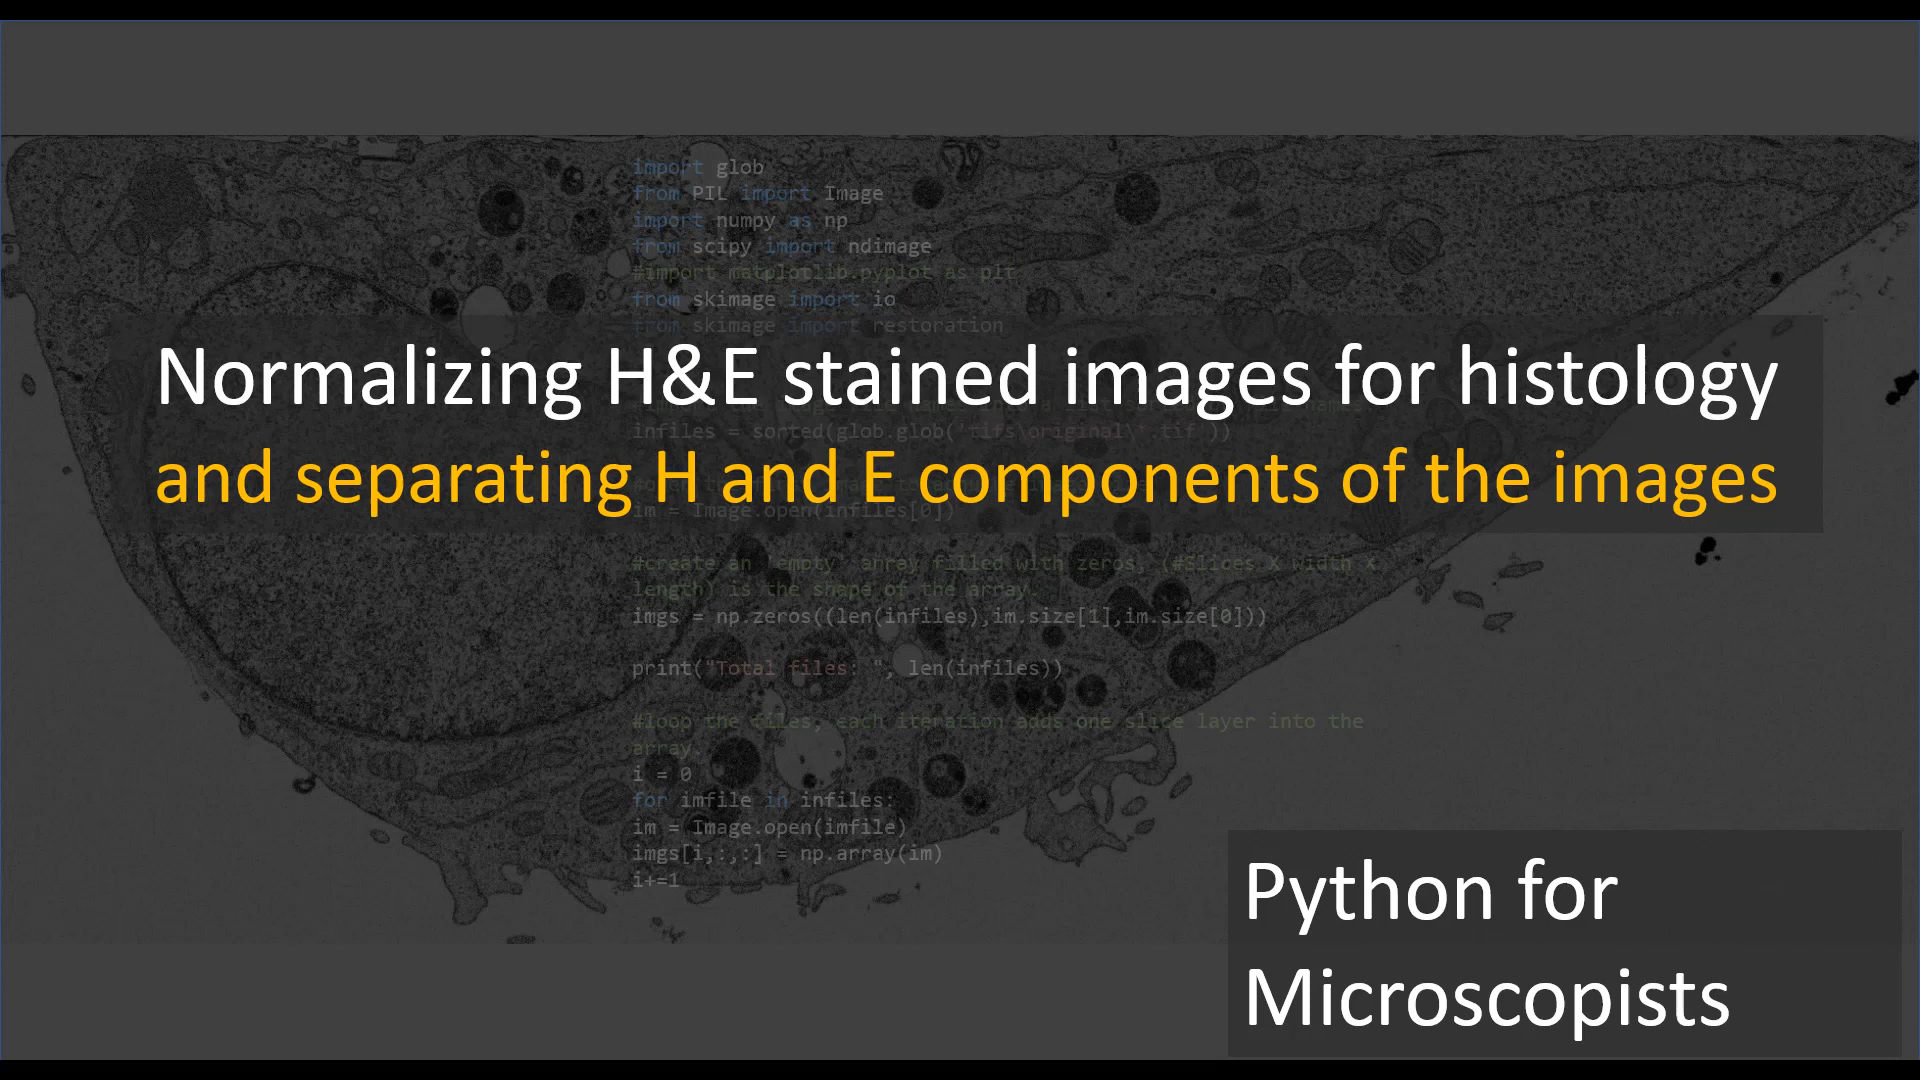 import glob
from PIL import Image
import numpy as np
from scipy import ndimage
#import matplotlib.pyplot as plt
from skimage import io
from skimage import restoration
Normalizing H&E stained images for histology
infiles = sorted(glob.glob('tifs\original\*.tif'))
and separating H and E components of the images
im = Image.open(infiles[0])
#create an 'empty' array filled with zeros, (#Slices X width x
length) is the shape of the array.
imgs = np.zeros((len(infiles),im.size[1],im.size[0]))
print("Total files: ", len(infiles))
#loop the files, each iteration adds one slice layer into the
array.
i = 0
for imfile in infiles:
im = Image.open(imfile)
imgs[i,:,:] = np.array(im)
i+=1
Python for
Microscopists